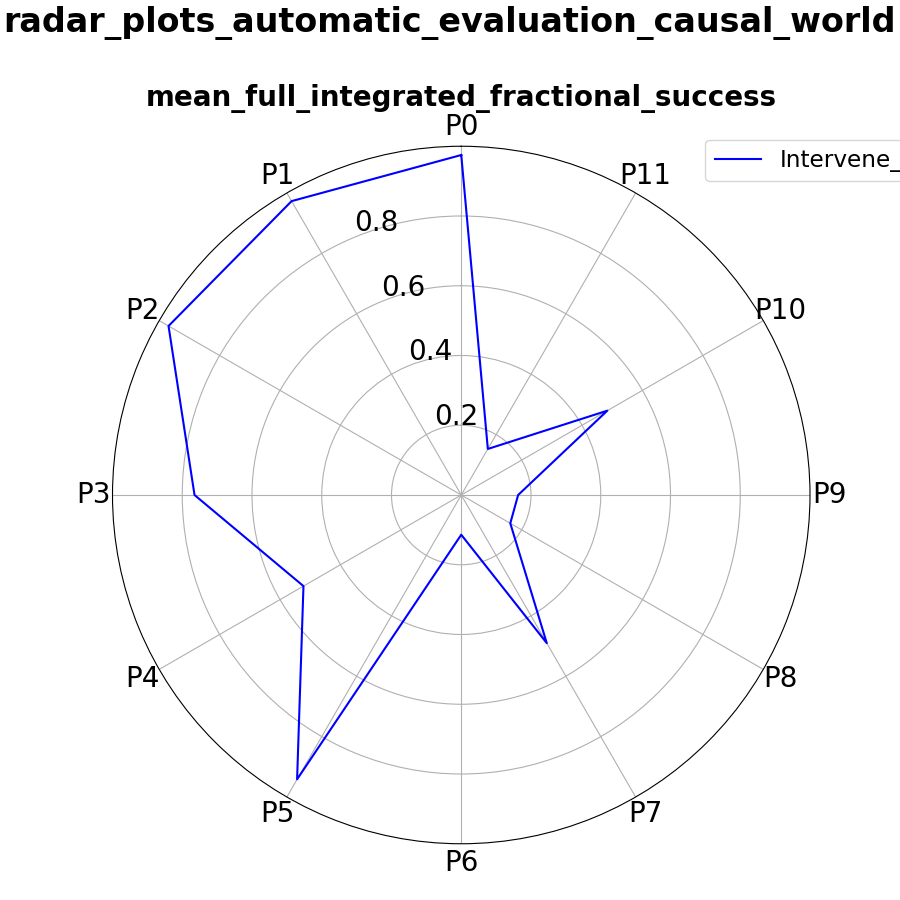 radar_plots_automatic_evaluation_causal_world
mean_full_integrated_fractional_success
P0
P1
P11
Intervene_
0.8
P2
0.6
P10
0.4
0.2
P3
P9
P4
P8
P5
P7
P6